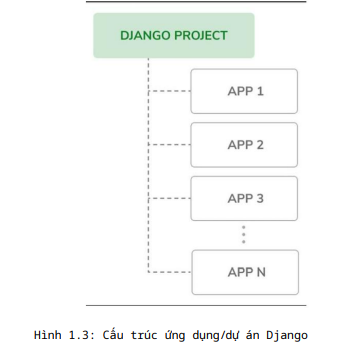 DJANGO PROJECT
APP 1
APP 2
APP 3
APP N
Hình 1.3: Cấu trúc ứng dụng/dự án Django